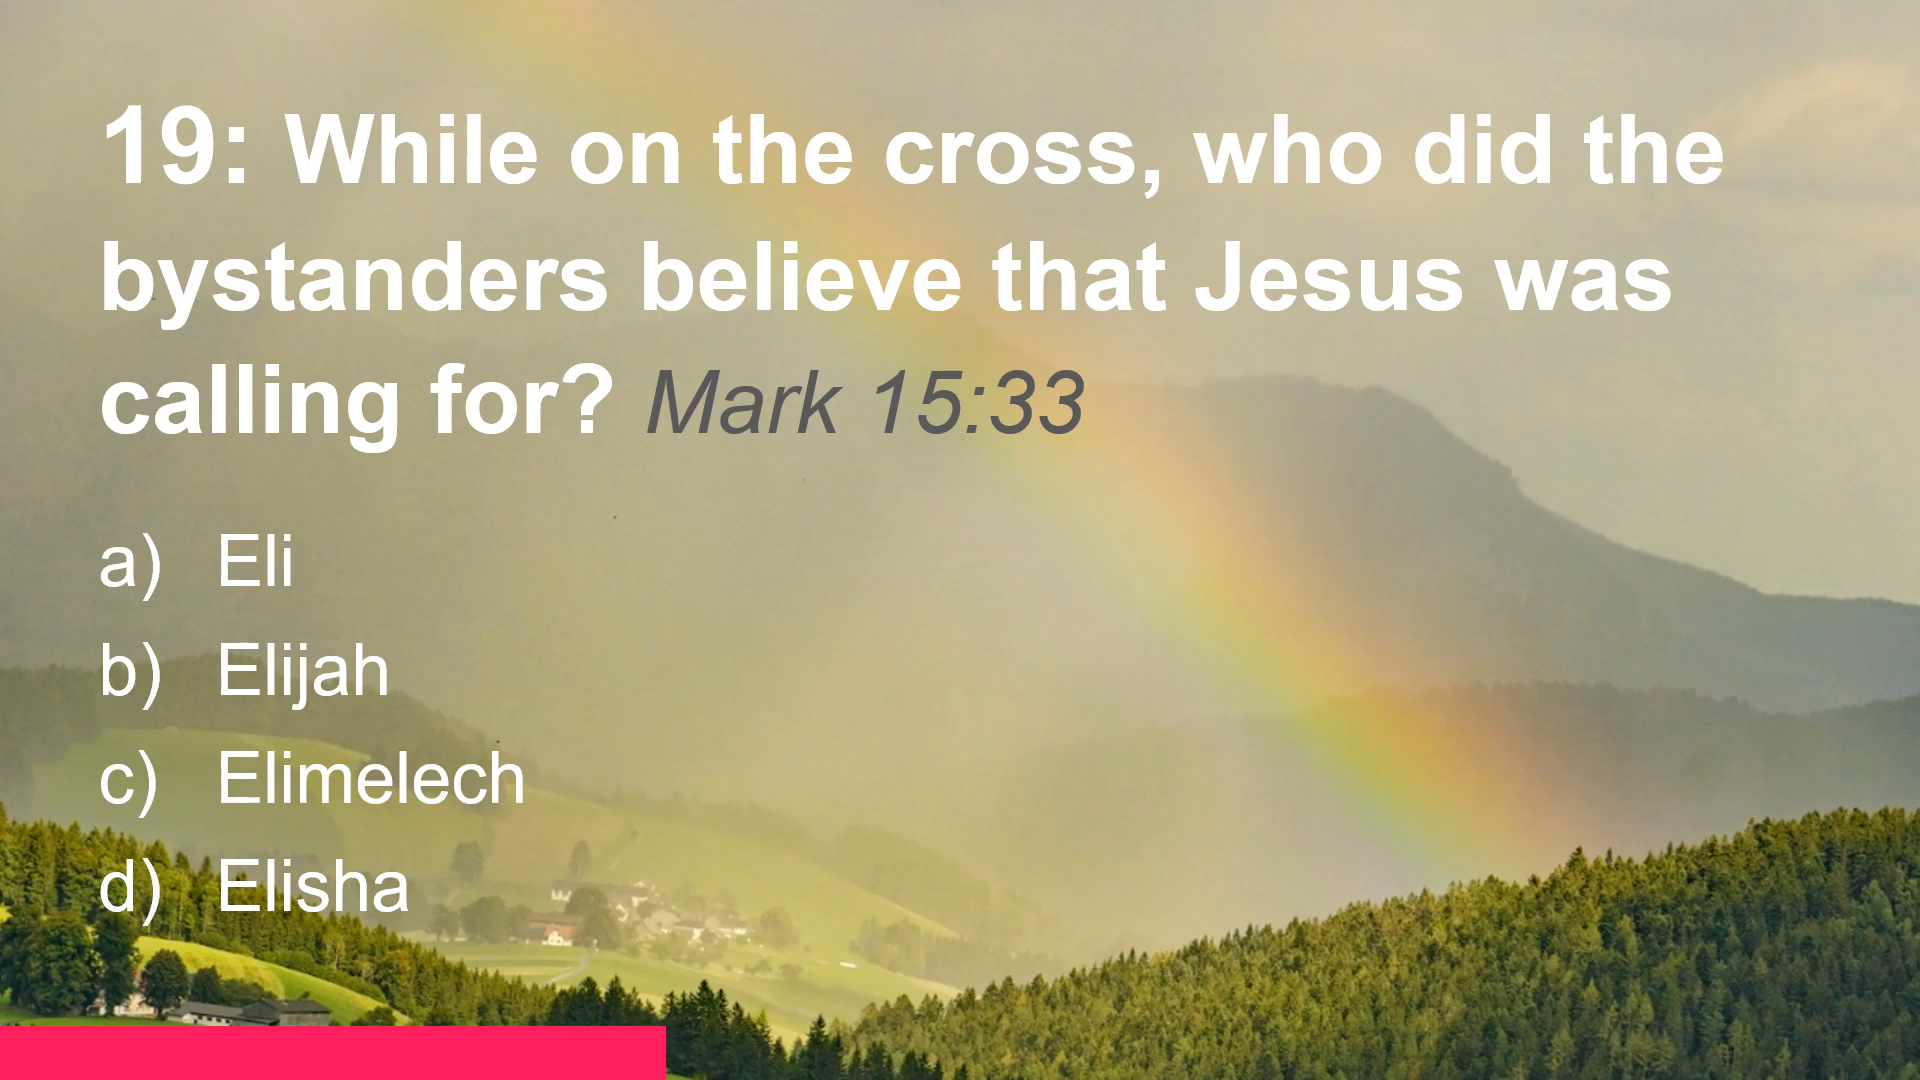 19: While on the cross, who did the
bystanders believe that Jesus was
calling for? Mark 15:33
a) Eli
b) Elijah
c) Elimelech
d) Elisha